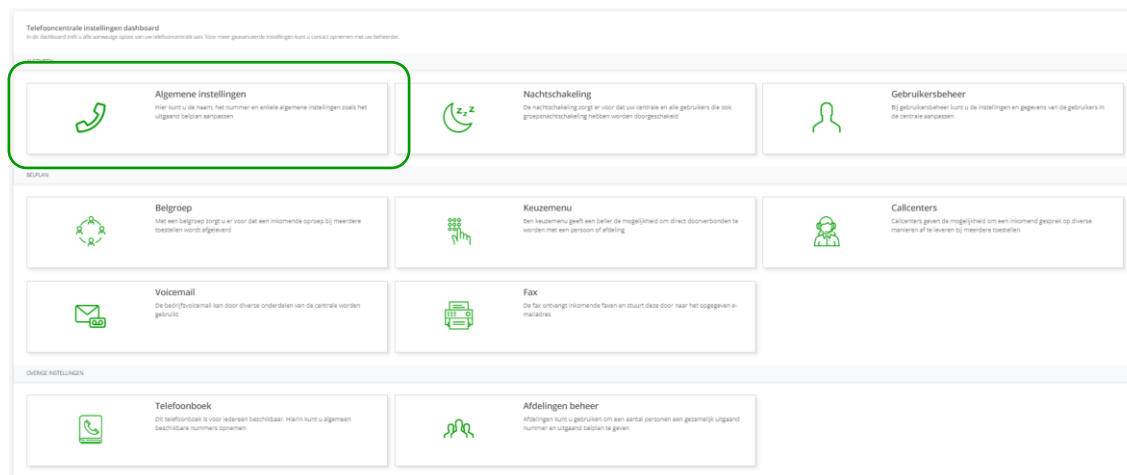 Telefooncentrale instellingen dashboard
In dit dashboard treft u alle aanwezige opties van uw telefooncentrale aan. Voor meer geavanceerde instellingen kunt u contact opnemen met uw beheerder.
Algemene instellingen
Hier kunt u de naam, het nummer en enkele algemene instellingen zoals het
uitgaand belplan aanpassen
Nachtschakeling
De nachtschakeling zorgt er voor dat uw centrale en alle gebruikers die ook
groepsnachtschakeling hebben worden doorgeschakeld
Gebruikersbeheer
Bij gebruikersbeheer kunt u de instellingen en gegevens van de gebruikers in
de centrale aanpassen
BELPLAN
Belgroep
Met een belgroep zorgt u er voor dat een inkomende oproep bij meerdere
toestellen wordt afgeleverd
Keuzemenu
Een keuzemenu geeft een beller de mogelijkheid om direct doorverbonden te
worden met een persoon of afdeling
Callcenters
Callcenters geven de mogelijkheid om een inkomend gesprek op diverse
manieren af te leveren bij meerdere toestellen
Voicemail
De bedrijfsvoicemail kan door diverse onderdelen van de centrale worden
gebruikt
Fax
De fax ontvangt inkomende faxen en stuurt deze door naar het opgegeven e-
mailadres
OVERIGE INSTELLINGEN
Telefoonboek
Dit telefoonboek is voor iedereen beschikbaar. Hierin kunt u algemeen
beschikbare nummers opnemen
Afdelingen beheer
Afdelingen kunt u gebruiken om een aantal personen een gezamelijk uitgaand
nummer en uitgaand belplan te geven